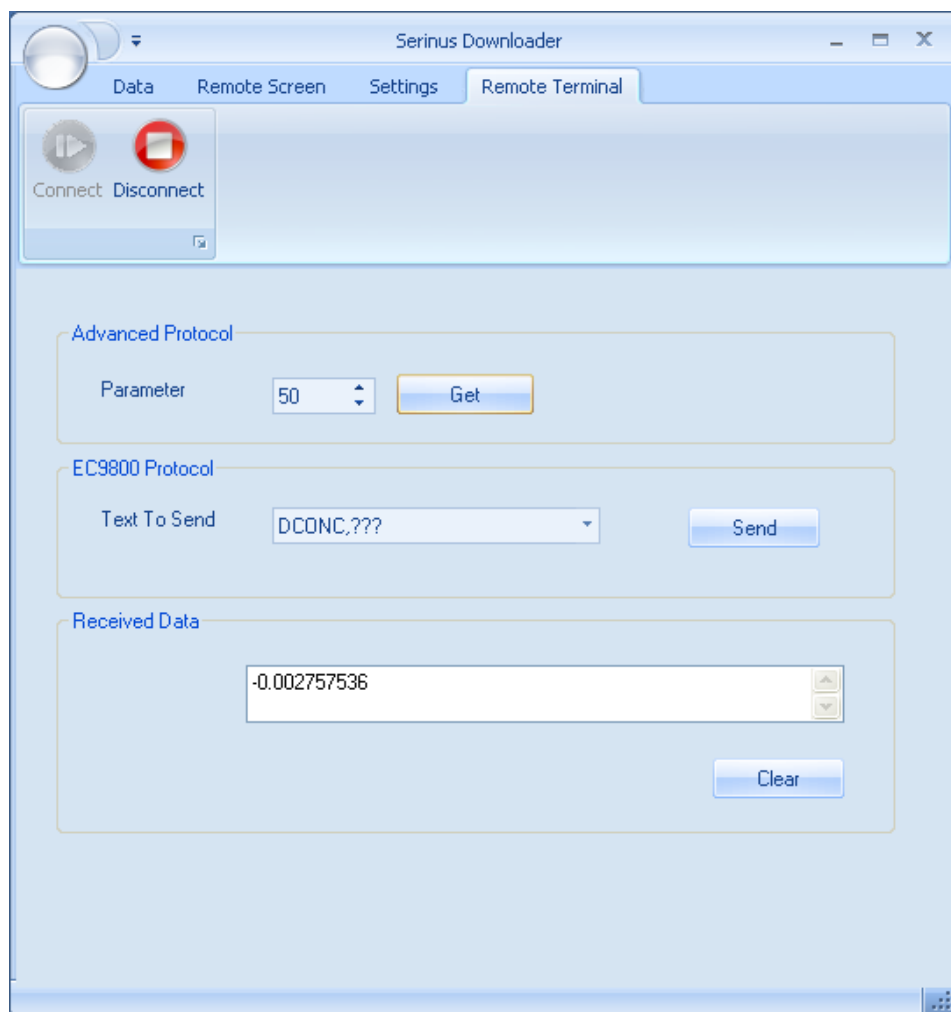 Serinus Downloader
Data Remote Screen Settings Remote Terminal
Connect Disconnect
Advanced Protocol
Parameter 50 Get
EC9800 Protocol
Text To Send DCONC,??? Send
Received Data
-0.002757536
Clear